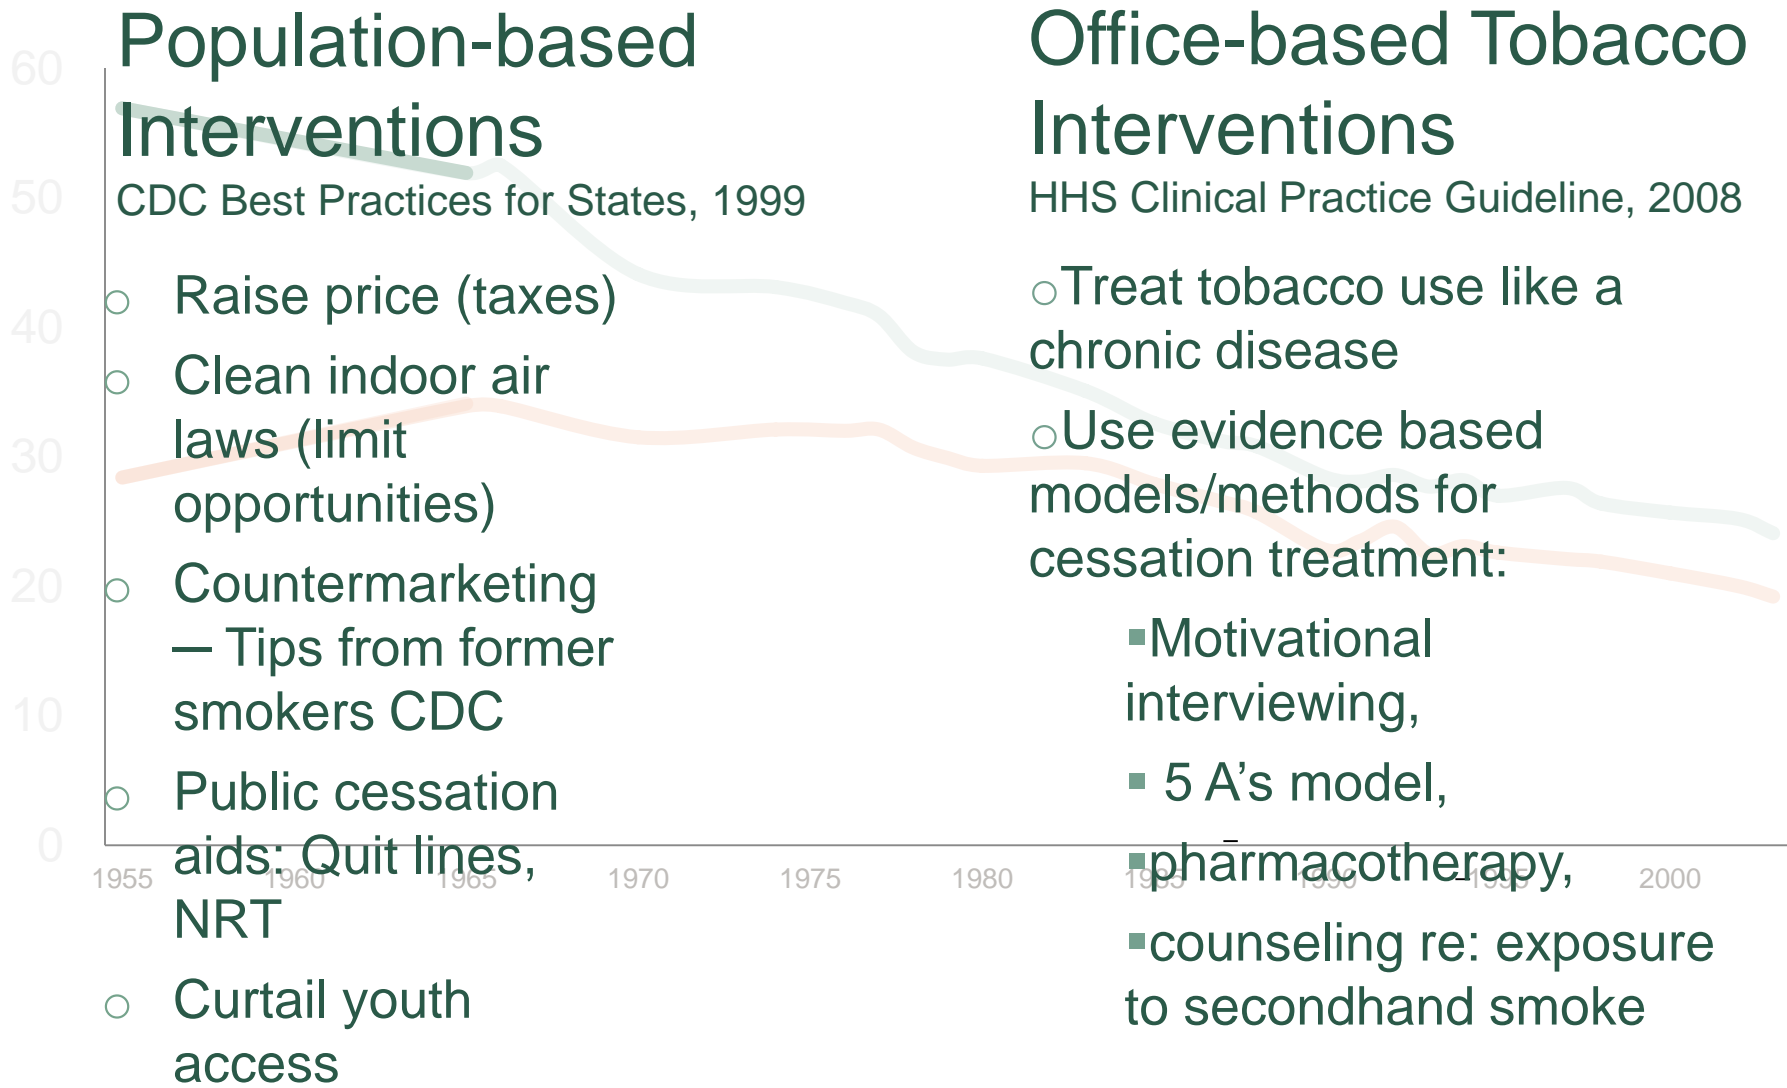 Population-based
Interventions
CDC Best Practices for States, 1999
○ Raise price (taxes)
○ Clean indoor air
laws (limit
opportunities)
○ Countermarketing
— Tips from former
smokers CDC
○ Public cessation
aids: Quit lines,
NRT
○ Curtail youth
access
Office-based Tobacco
Interventions
HHS Clinical Practice Guideline, 2008
○Treat tobacco use like a
chronic disease
○Use evidence based
models/methods for
cessation treatment:
▪Motivational
interviewing,
▪ 5 A’s model,
▪pharmacotherapy,
▪counseling re: exposure
to secondhand smoke
60
50
40
30
20
10
0
1955 1960 1965 1970 1975 1980 1985 1990 1995 2000